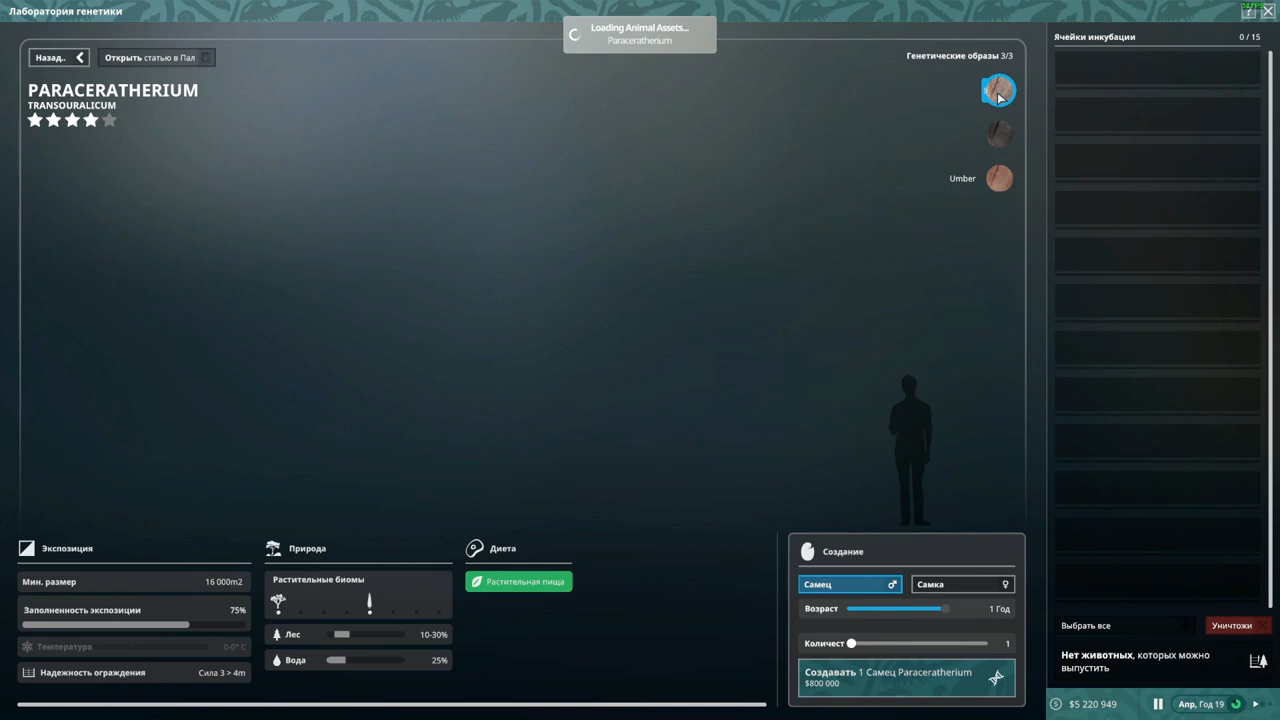 Лаборатория генетики
Loading Animal Assets...
Paraceratherium
Назад..
Открыть статью в Пал
PARACERATHERIUM
TRANSOURALICUM
Генетические образы 3/3
Umber
Ячейки инкубации
0 / 15
Экспозиция
Мин. размер
16 000m2
Заполненность экспозиции
75%
Температура
0-0° C
Надежность ограждения
Сила 3 > 4m
Природа
Растительные биомы
Лес
10-30%
Вода
25%
Диета
Растительная пища
Создание
Самец
Самка
Возраст
1 Год
Количест
1
Создавать 1 Самец Paraceratherium
$800 000
Выбрать все
Уничтожи
Нет животных, которых можно
выпустить
$5 220 949
Апр, Год 19